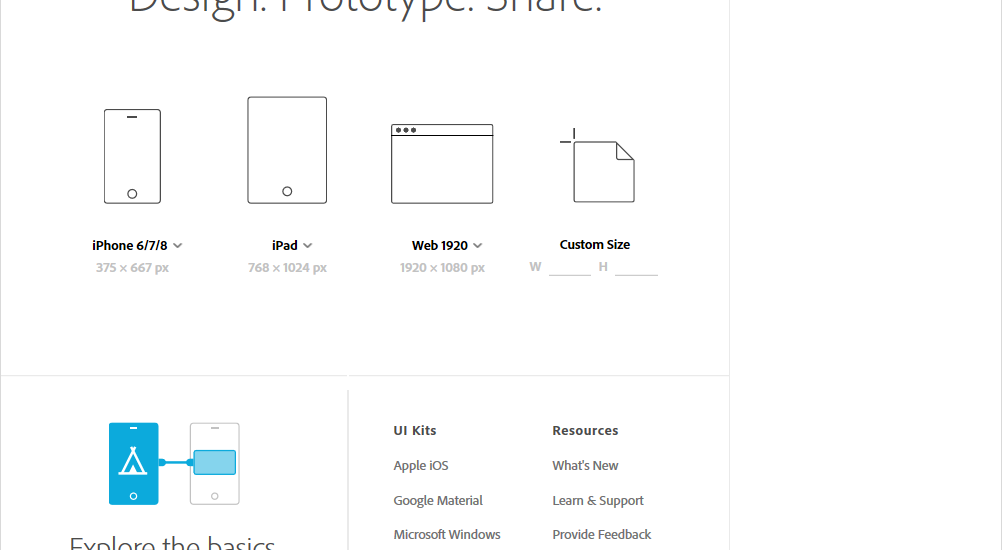 Design. Prototype. Share.
iPhone 6/7/8
375 × 667 px
iPad
768 × 1024 px
Web 1920
1920 × 1080 px
Custom Size
W H
Explore the basics
UI Kits
Apple iOS
Google Material
Microsoft Windows
Resources
What's New
Learn & Support
Provide Feedback